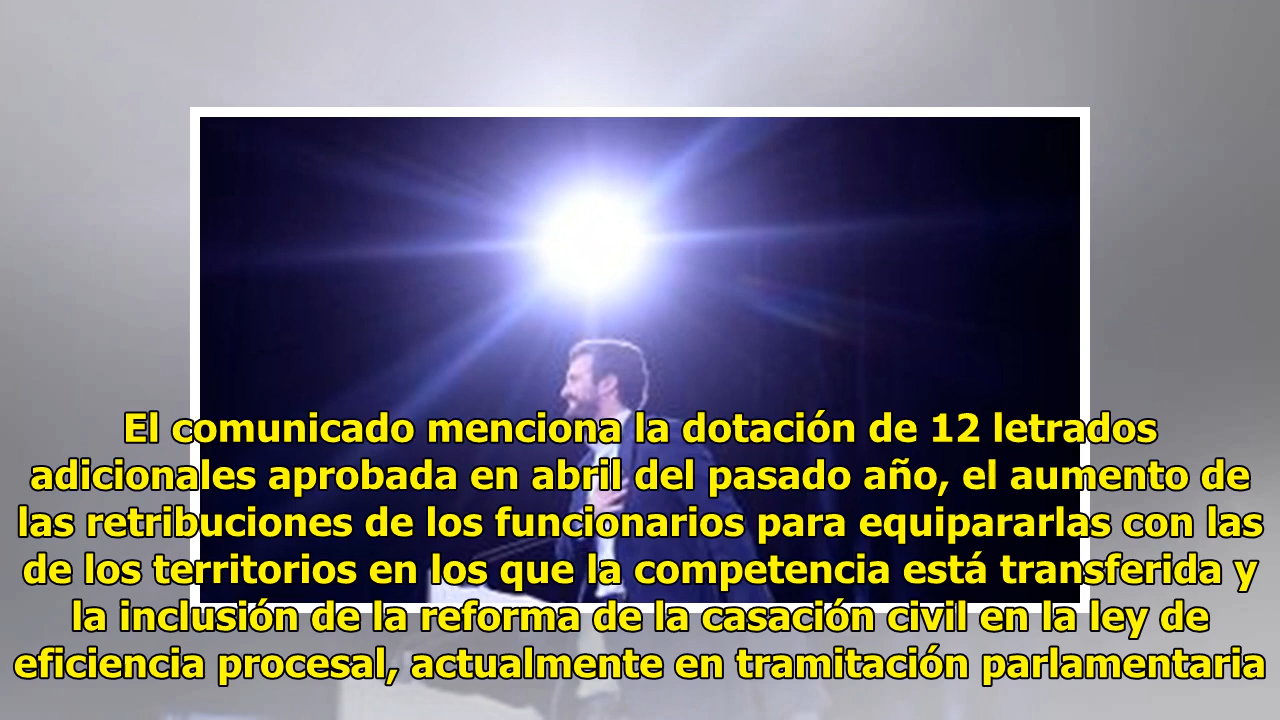 El comunicado menciona la dotación de 12 letrados
adicionales aprobada en abril del pasado año, el aumento de
las retribuciones de los funcionarios para equipararlas con las
de los territorios en los que la competencia está transferida y
la inclusión de la reforma de la casación civil en la ley de
eficiencia procesal, actualmente en tramitación parlamentaria